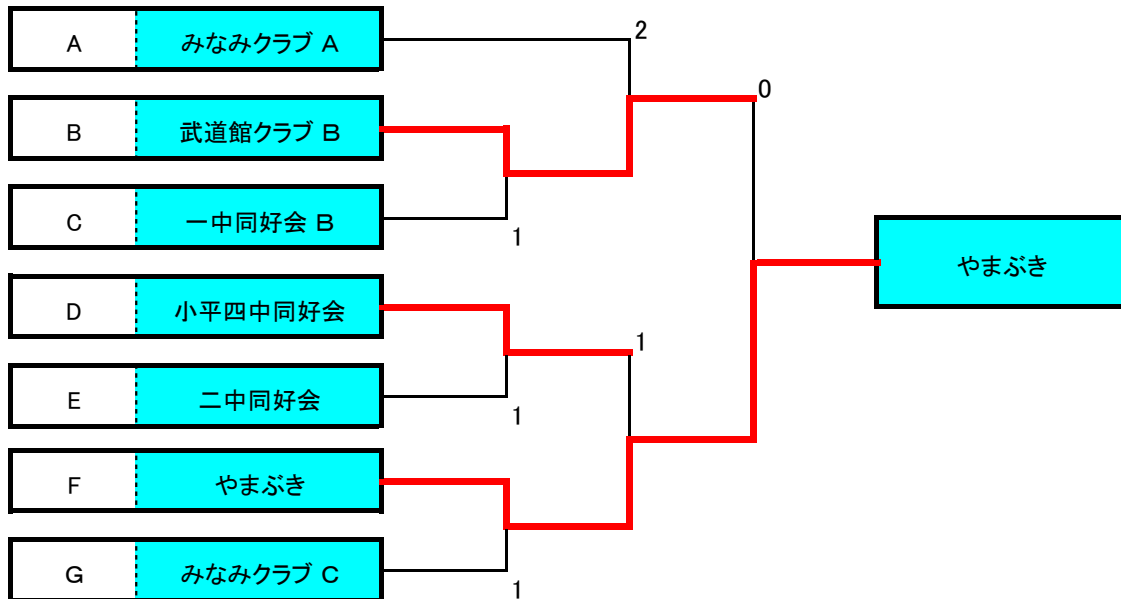 A みなみクラブ A
2
0
B 武道館クラブ B
C 一中同好会 B
1
やまぶき
D 小平四中同好会
1
E 二中同好会
1
F やまぶき
G みなみクラブ C
1